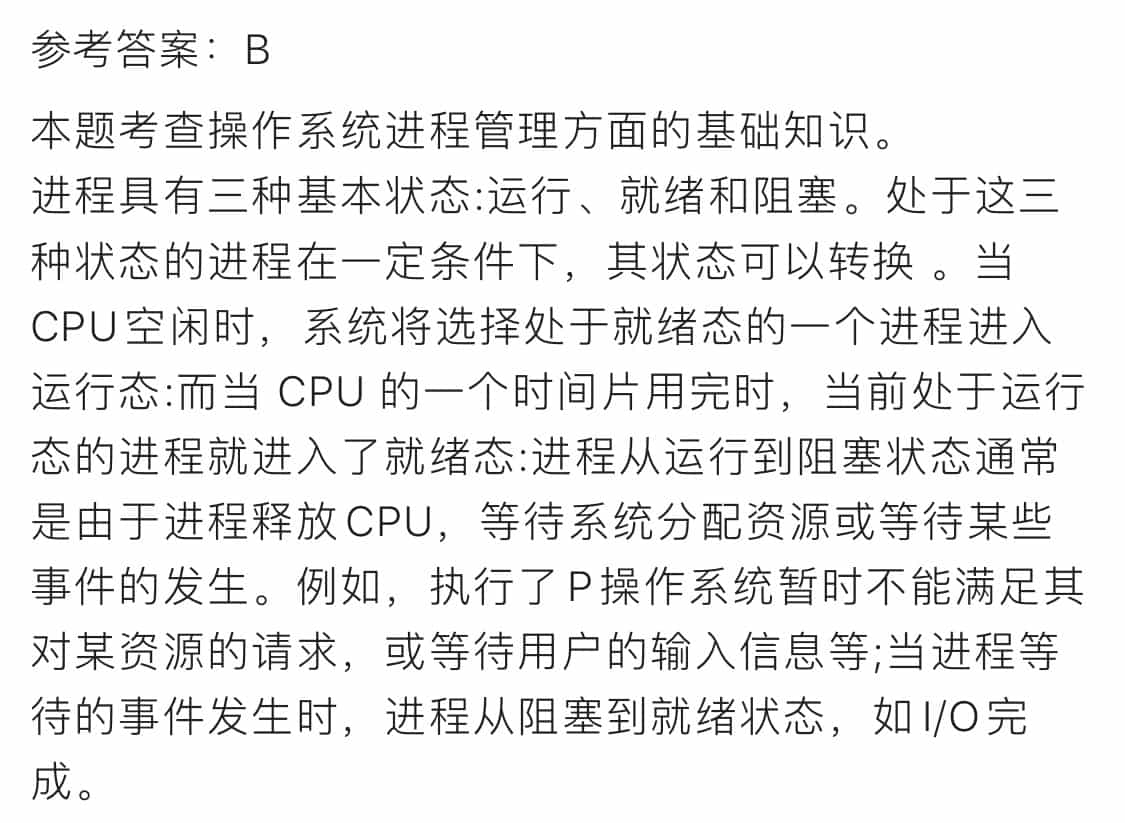 参考答案：B
本题考查操作系统进程管理方面的基础知识。
进程具有三种基本状态:运行、就绪和阻塞。处于这三
种状态的进程在一定条件下，其状态可以转换 。当
CPU空闲时，系统将选择处于就绪态的一个进程进入
运行态:而当 CPU 的一个时间片用完时，当前处于运行
态的进程就进入了就绪态:进程从运行到阻塞状态通常
是由于进程释放CPU，等待系统分配资源或等待某些
事件的发生。例如，执行了P操作系统暂时不能满足其
对某资源的请求，或等待用户的输入信息等;当进程等
待的事件发生时，进程从阻塞到就绪状态，如I/O完
成。